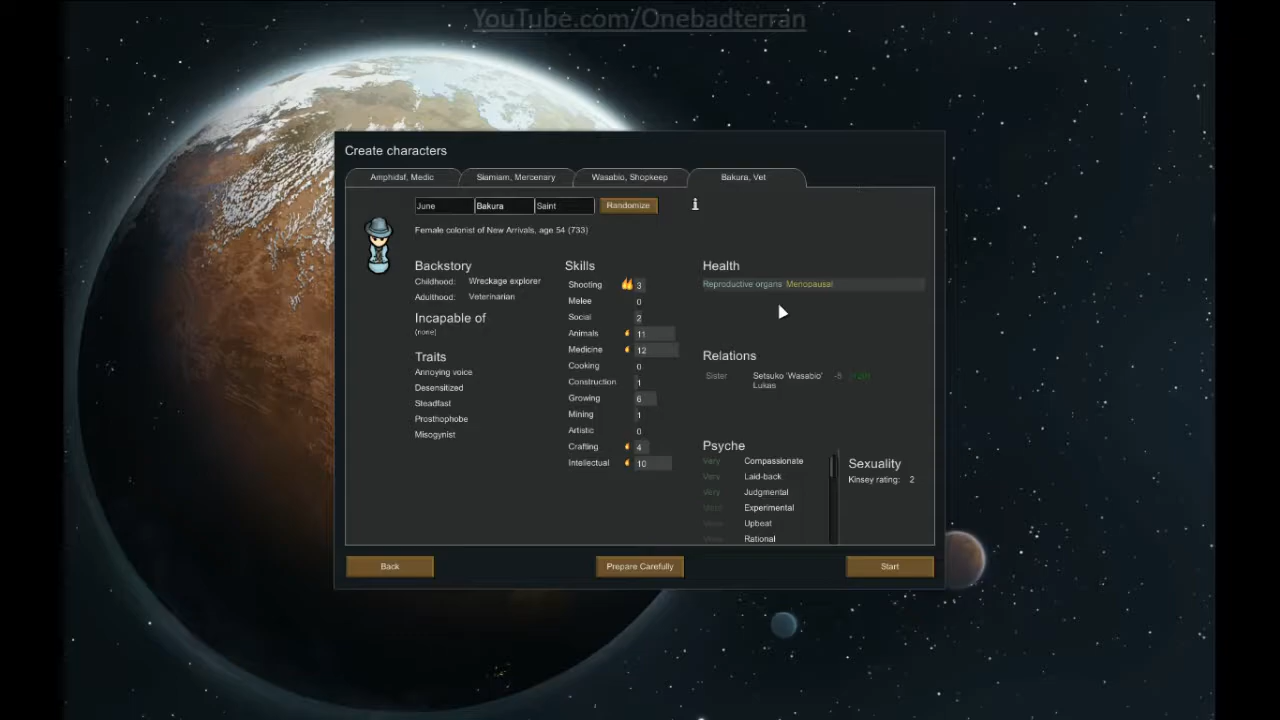 YouTube.com/Onebadterran
Create characters
Amphidaf, Medic
Siamiam, Mercenary
Wasabio, Shopkeep
Bakura, Vet
June
Bakura
Saint
Randomize
Female colonist of New Arrivals, age 54 (733)
Backstory
Childhood: Wreckage explorer
Adulthood: Veterinarian
Incapable of
(none)
Traits
Annoying voice
Desensitized
Steadfast
Prosthophobe
Misogynist
Skills
Shooting 3
Melee 0
Social 2
Animals 11
Medicine 12
Cooking 0
Construction 1
Growing 6
Mining 1
Artistic 0
Crafting 4
Intellectual 10
Health
Reproductive organs Menopausal
Relations
Sister Setsuko 'Wasabio'
Lukas
Psyche
Very Compassionate
Very Laid-back
Very Judgmental
Experimental
Upbeat
Rational
Sexuality
Kinsey rating: 2
Back
Prepare Carefully
Start